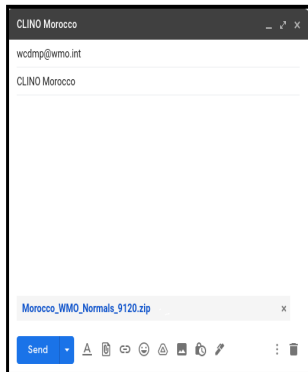 CLINO Morocco
wcdmp@wmo.int
CLINO Morocco
Morocco_WMO_Normals_9120.zip
Send